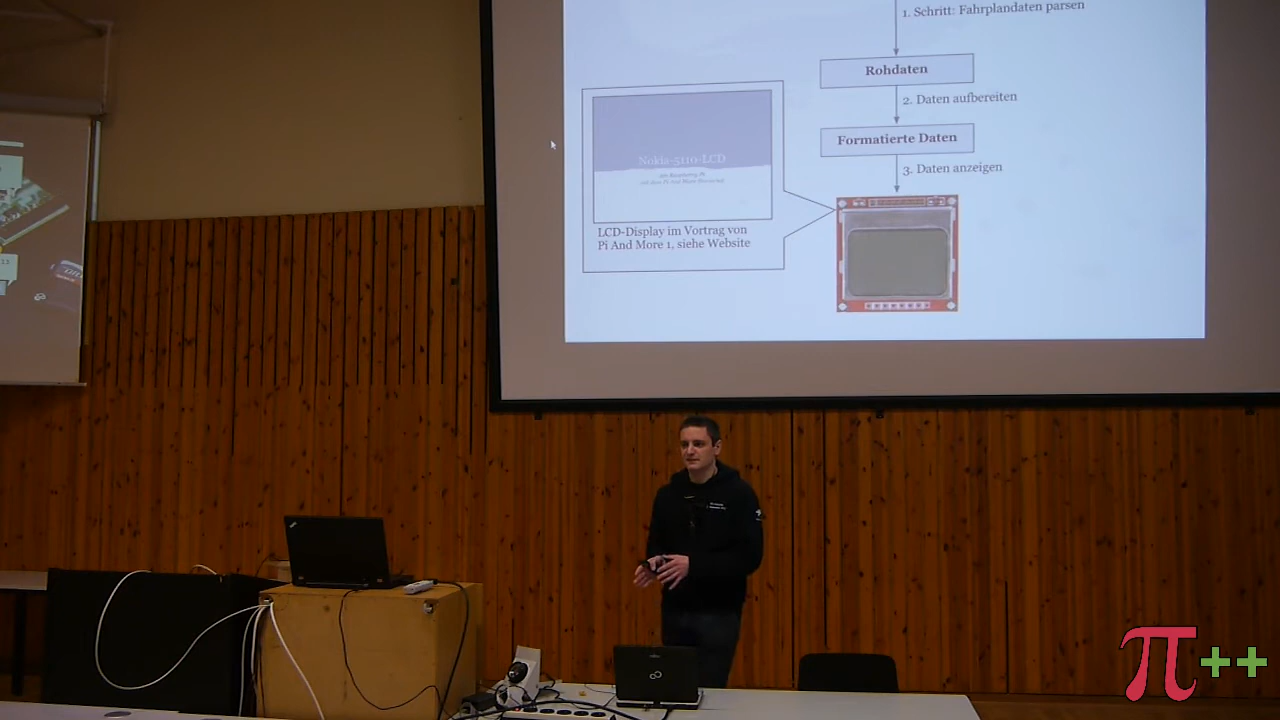 1. Schritt: Fahrplandaten parsen
Rohdaten
2. Daten aufbereiten
Formatierte Daten
3. Daten anzeigen
Nokia-5110-LCD
LCD-Display im Vortrag von
Pi And More 1, siehe Website
π++